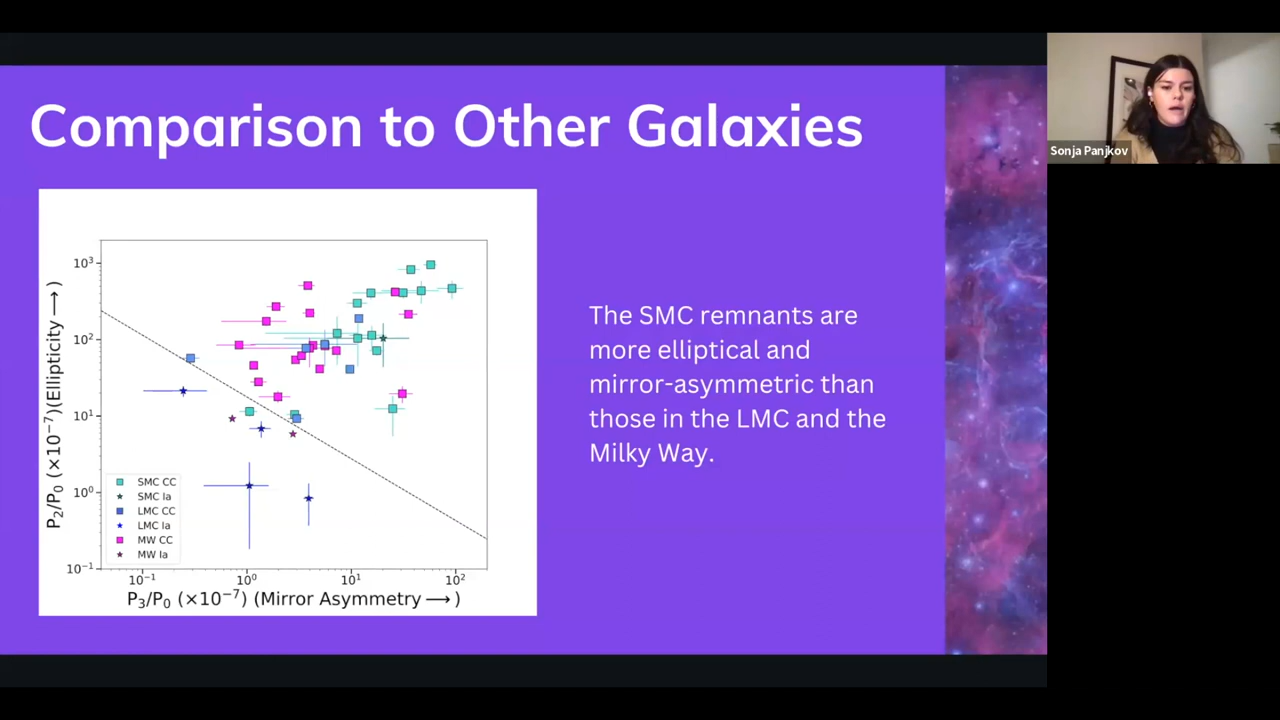 Comparison to Other Galaxies
Sonja Panjkov
P₂/P₀ (×10⁻⁷)(Ellipticity ⟶)
10³
10²
10¹
10⁰
10⁻¹
SMC CC
SMC Ia
LMC CC
LMC Ia
MW CC
MW Ia
10⁻¹ 10⁰ 10¹ 10²
P₃/P₀ (×10⁻⁷) (Mirror Asymmetry ⟶)
The SMC remnants are
more elliptical and
mirror-asymmetric than
those in the LMC and the
Milky Way.